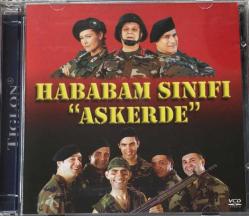 HABABAM SINIFI
"ASKERDE"
TIGLON®
VCD